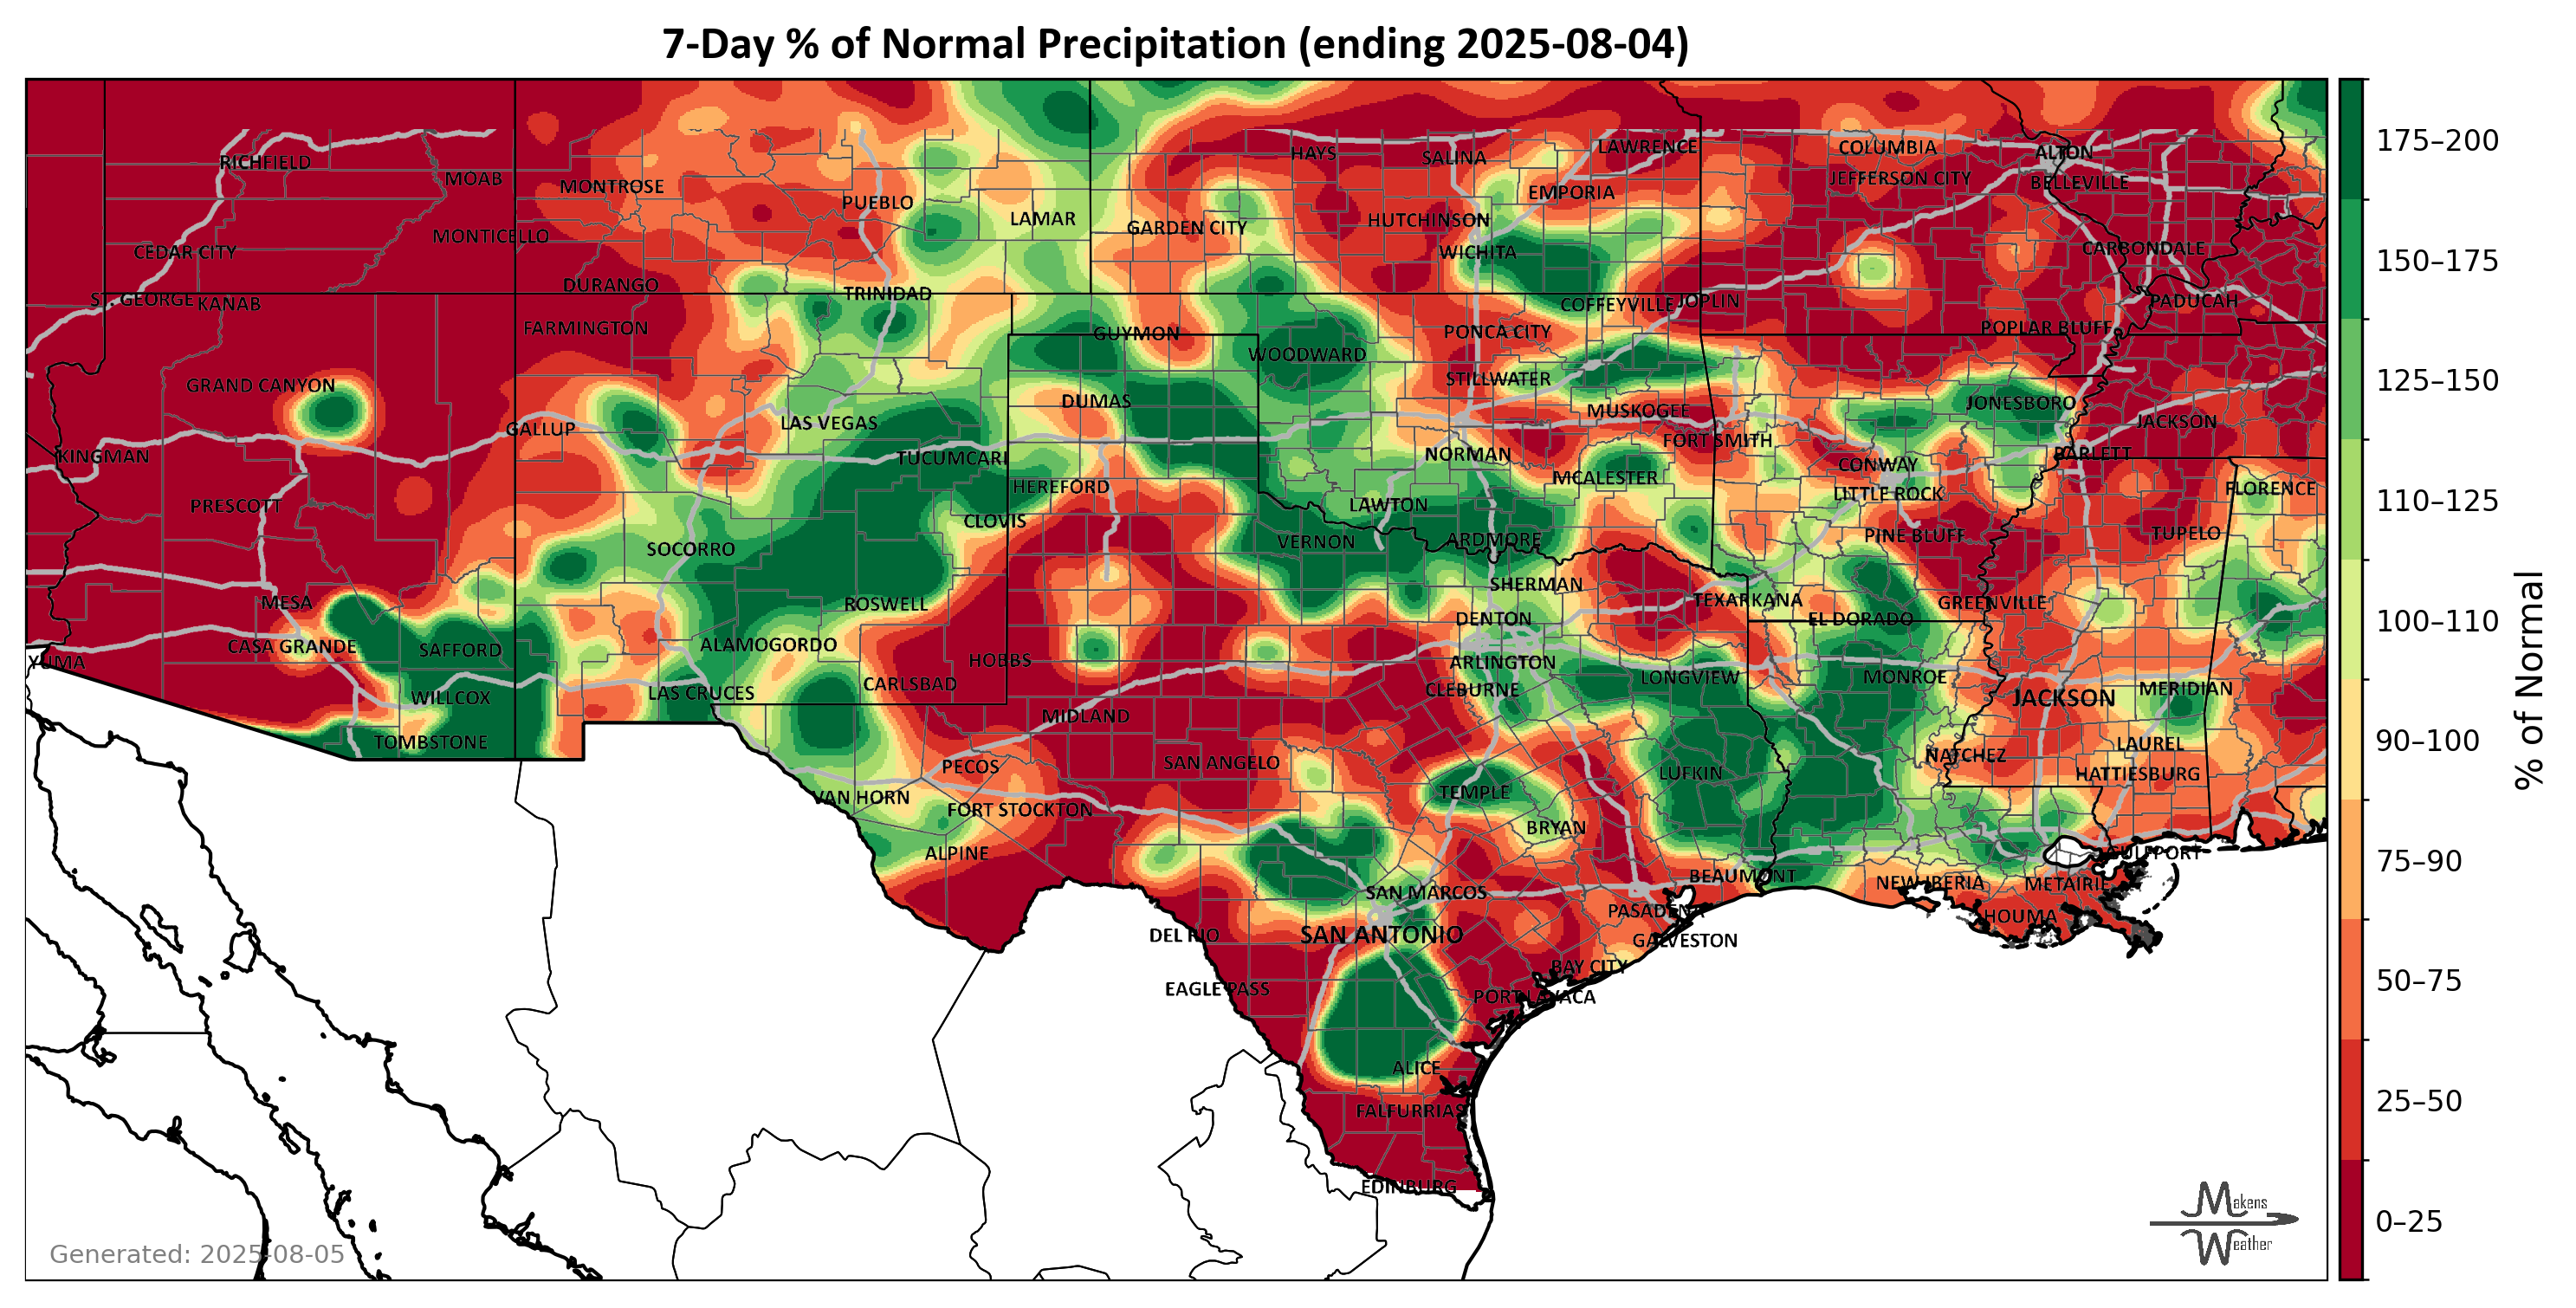 7-Day % of Normal Precipitation (ending 2025-08-04)
RICHFIELD
MOAB
MONTROSE
PUEBLO
LAMAR
HAYS
SALINA
LAWRENCE
COLUMBIA
ALTON
JEFFERSON CITY
BELLEVILLE
EMPORIA
HUTCHINSON
GARDEN CITY
CEDAR CITY
MONTICELLO
WICHITA
CARBONDALE
DURANGO
TRINIDAD
ST. GEORGE
KANAB
COFFEYVILLE
JOPLIN
PADUCAH
FARMINGTON
GUYMON
PONCA CITY
POPLAR BLUFF
WOODWARD
GRAND CANYON
STILLWATER
DUMAS
MUSKOGEE
JONESBORO
GALLUP
LAS VEGAS
JACKSON
FORT SMITH
KINGMAN
TUCUMCARI
NORMAN
BARLETT
CONWAY
MCALESTER
HEREFORD
LITTLE ROCK
FLORENCE
PRESCOTT
LAWTON
CLOVIS
PINE BLUFF
TUPELO
SOCORRO
VERNON
ARDMORE
SHERMAN
MESA
ROSWELL
TEXARKANA
GREENVILLE
DENTON
EL DORADO
CASA GRANDE
SAFFORD
ALAMOGORDO
YUMA
HOBBS
ARLINGTON
LONGVIEW
MONROE
WILLCOX
LAS CRUCES
CARLSBAD
CLEBURNE
JACKSON
MERIDIAN
MIDLAND
TOMBSTONE
LAUREL
PECOS
SAN ANGELO
NATCHEZ
LUFKIN
HATTIESBURG
VAN HORN
FORT STOCKTON
TEMPLE
BRYAN
ALPINE
GULFPORT
BEAUMONT
SAN MARCOS
NEW IBERIA
METAIRIE
PASADENA
HOUMA
DEL RIO
SAN ANTONIO
GALVESTON
BAY CITY
EAGLE PASS
PORT LAVACA
ALICE
FALFURRIAS
EDINBURG
Generated: 2025-08-05
Makens
Weather
175–200
150–175
125–150
110–125
100–110
90–100
75–90
50–75
25–50
0–25
% of Normal